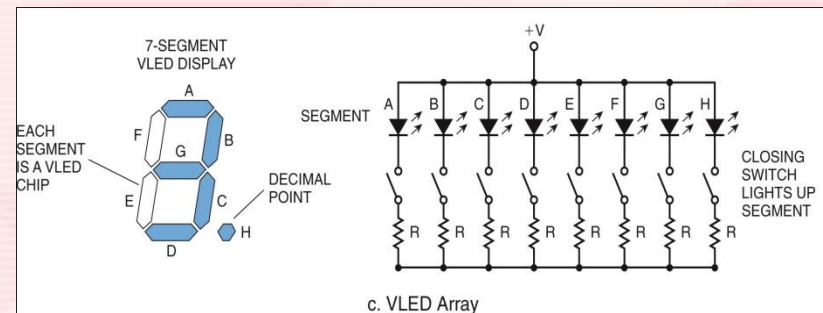 7-SEGMENT
VLED DISPLAY
A
F
B
G
EACH
SEGMENT
IS A VLED
CHIP
E
C
DECIMAL
POINT
D
H
+V
SEGMENT
A B C D E F G H
CLOSING
SWITCH
LIGHTS UP
SEGMENT
R R R R R R R R
c. VLED Array